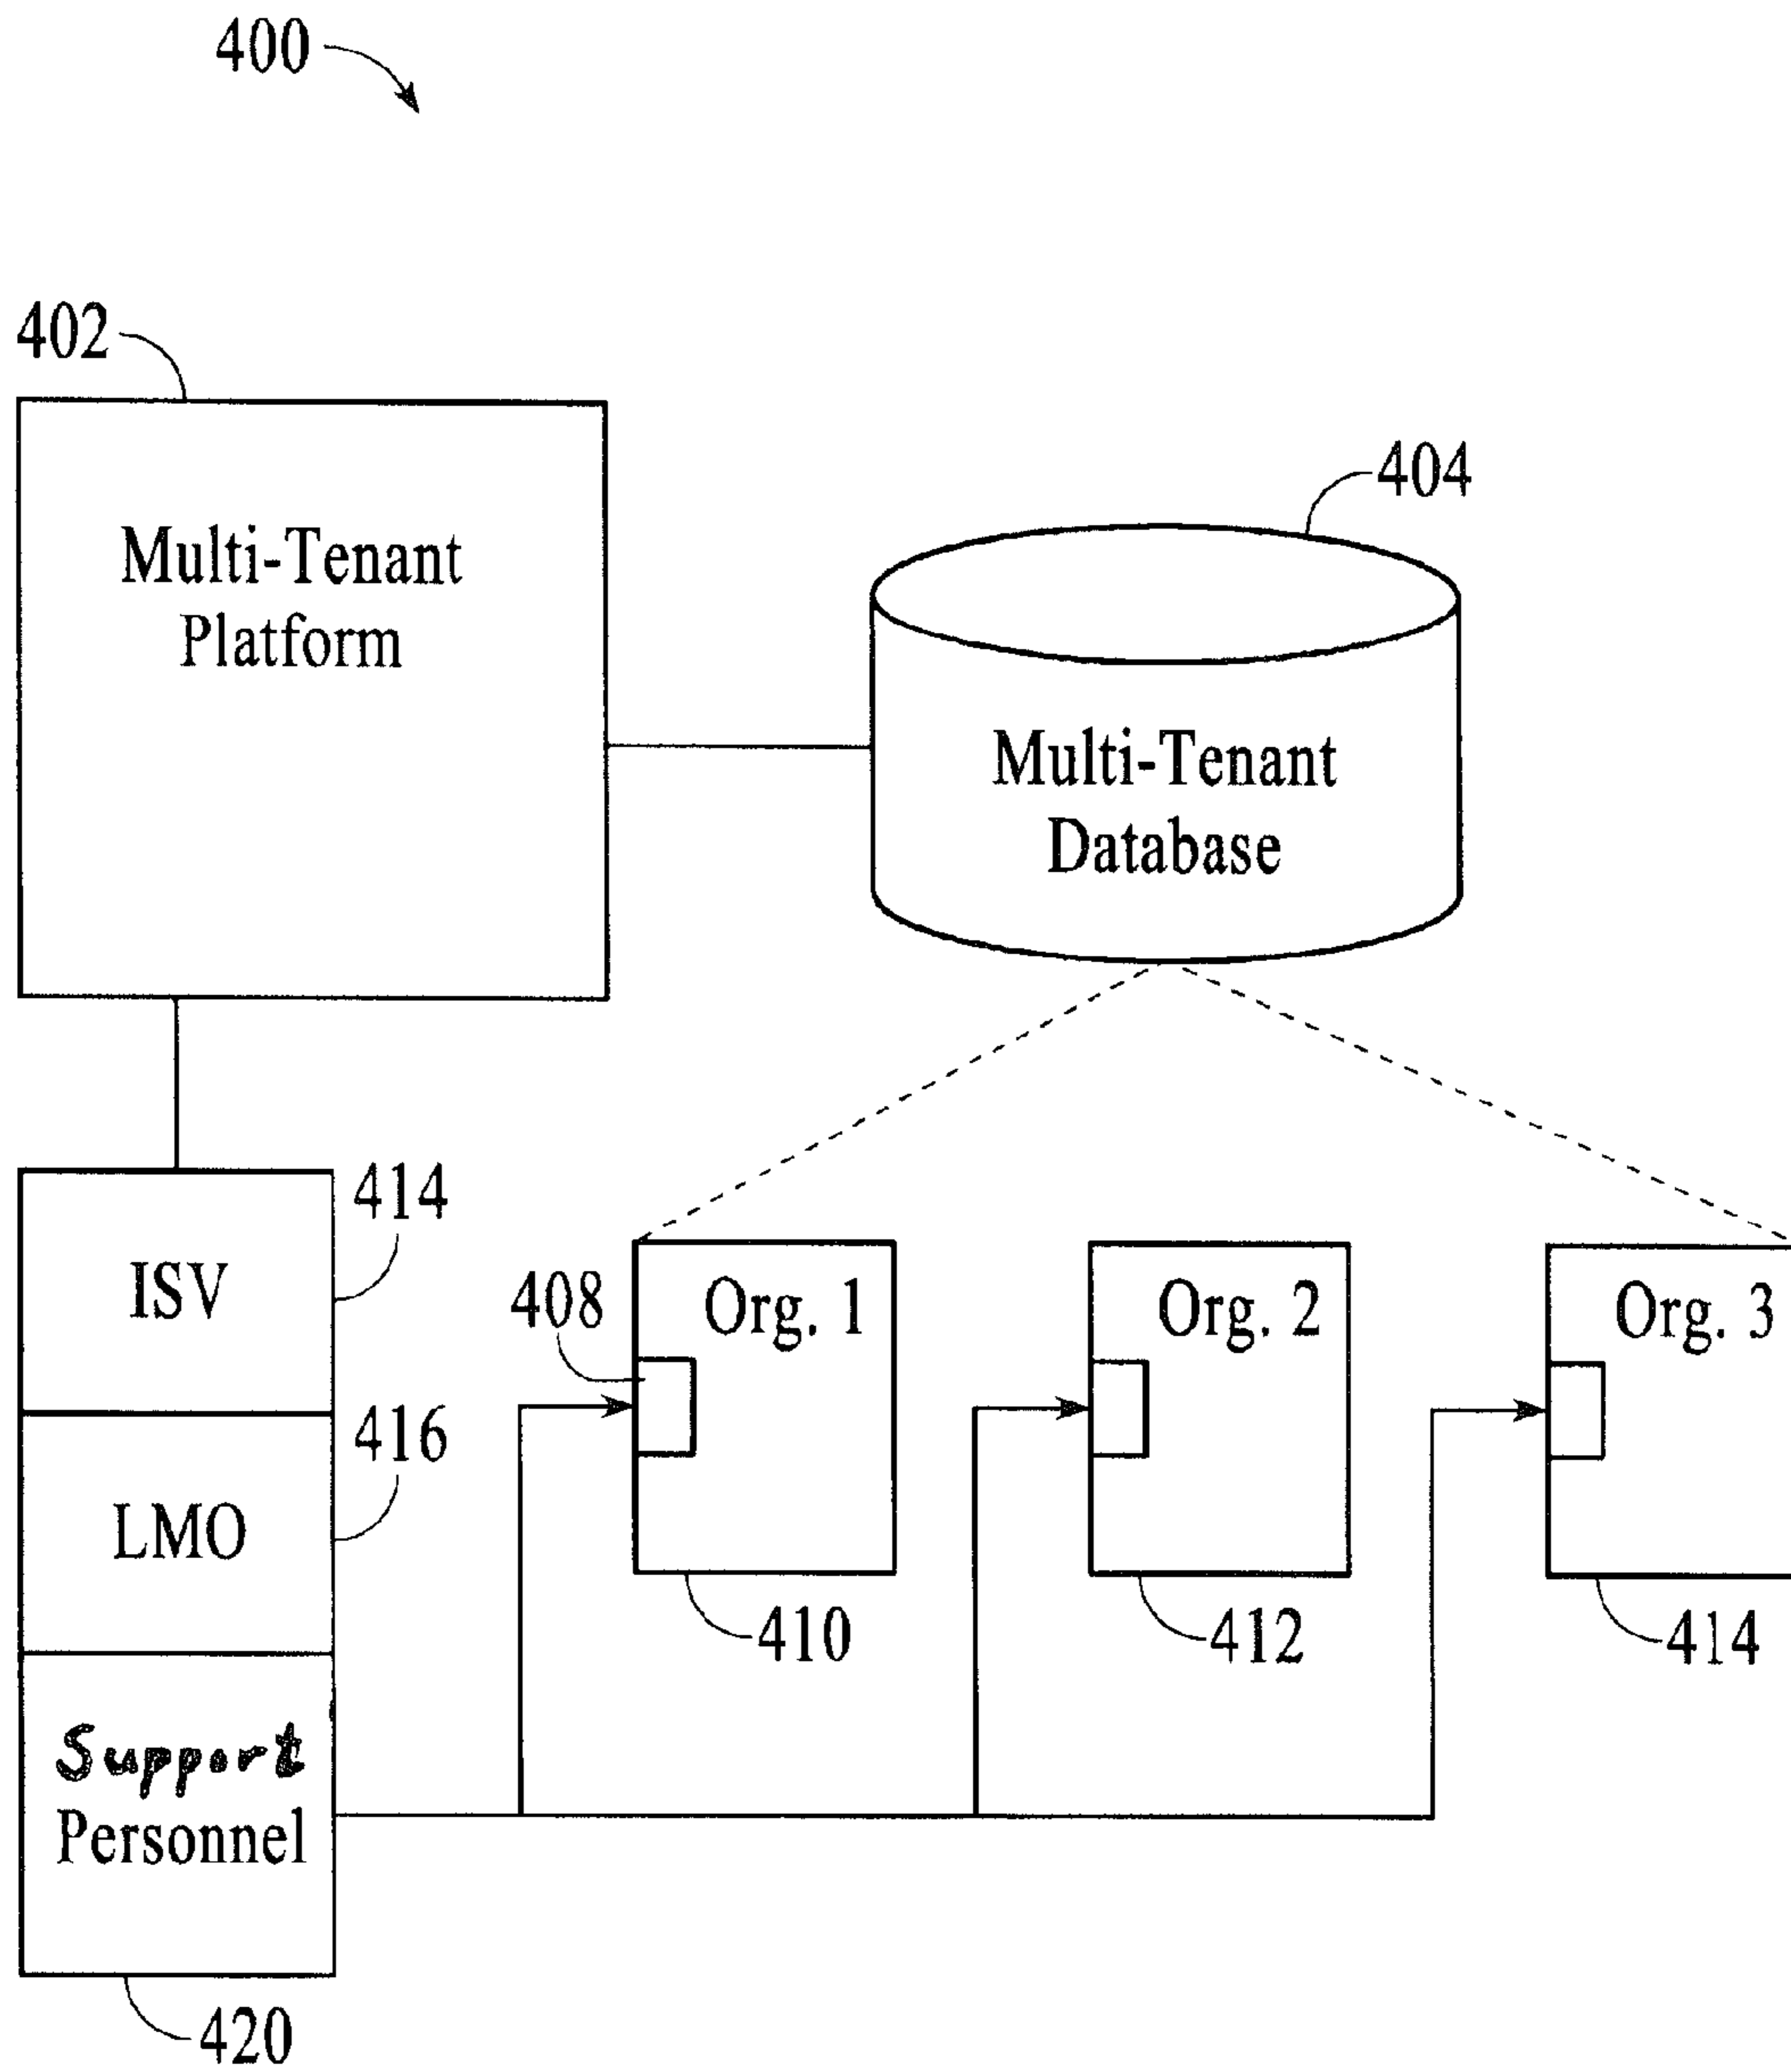 400
402
Multi-Tenant
Platform
404
Multi-Tenant
Database
414
ISV
416
LMO
Support
Personnel
420
408
Org. 1
410
Org. 2
412
Org. 3
414